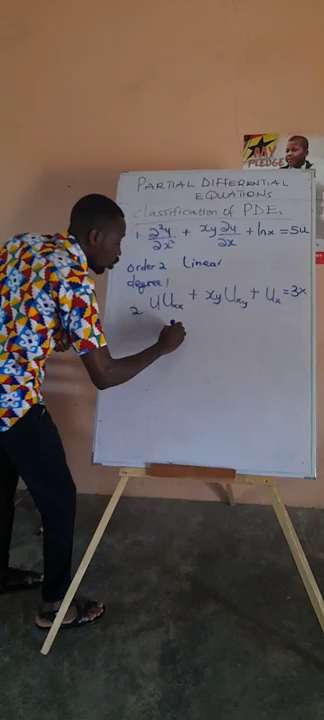 MY
PLEDGE
PARTIAL DIFFERENTIAL
EQUATIONS
classification of PDE.
1. ∂²u/∂x² + xy ∂u/∂x + lnx = 5u
order 2 Linear
degree 1
2 UUxx + xyUxy + Ux = 3x